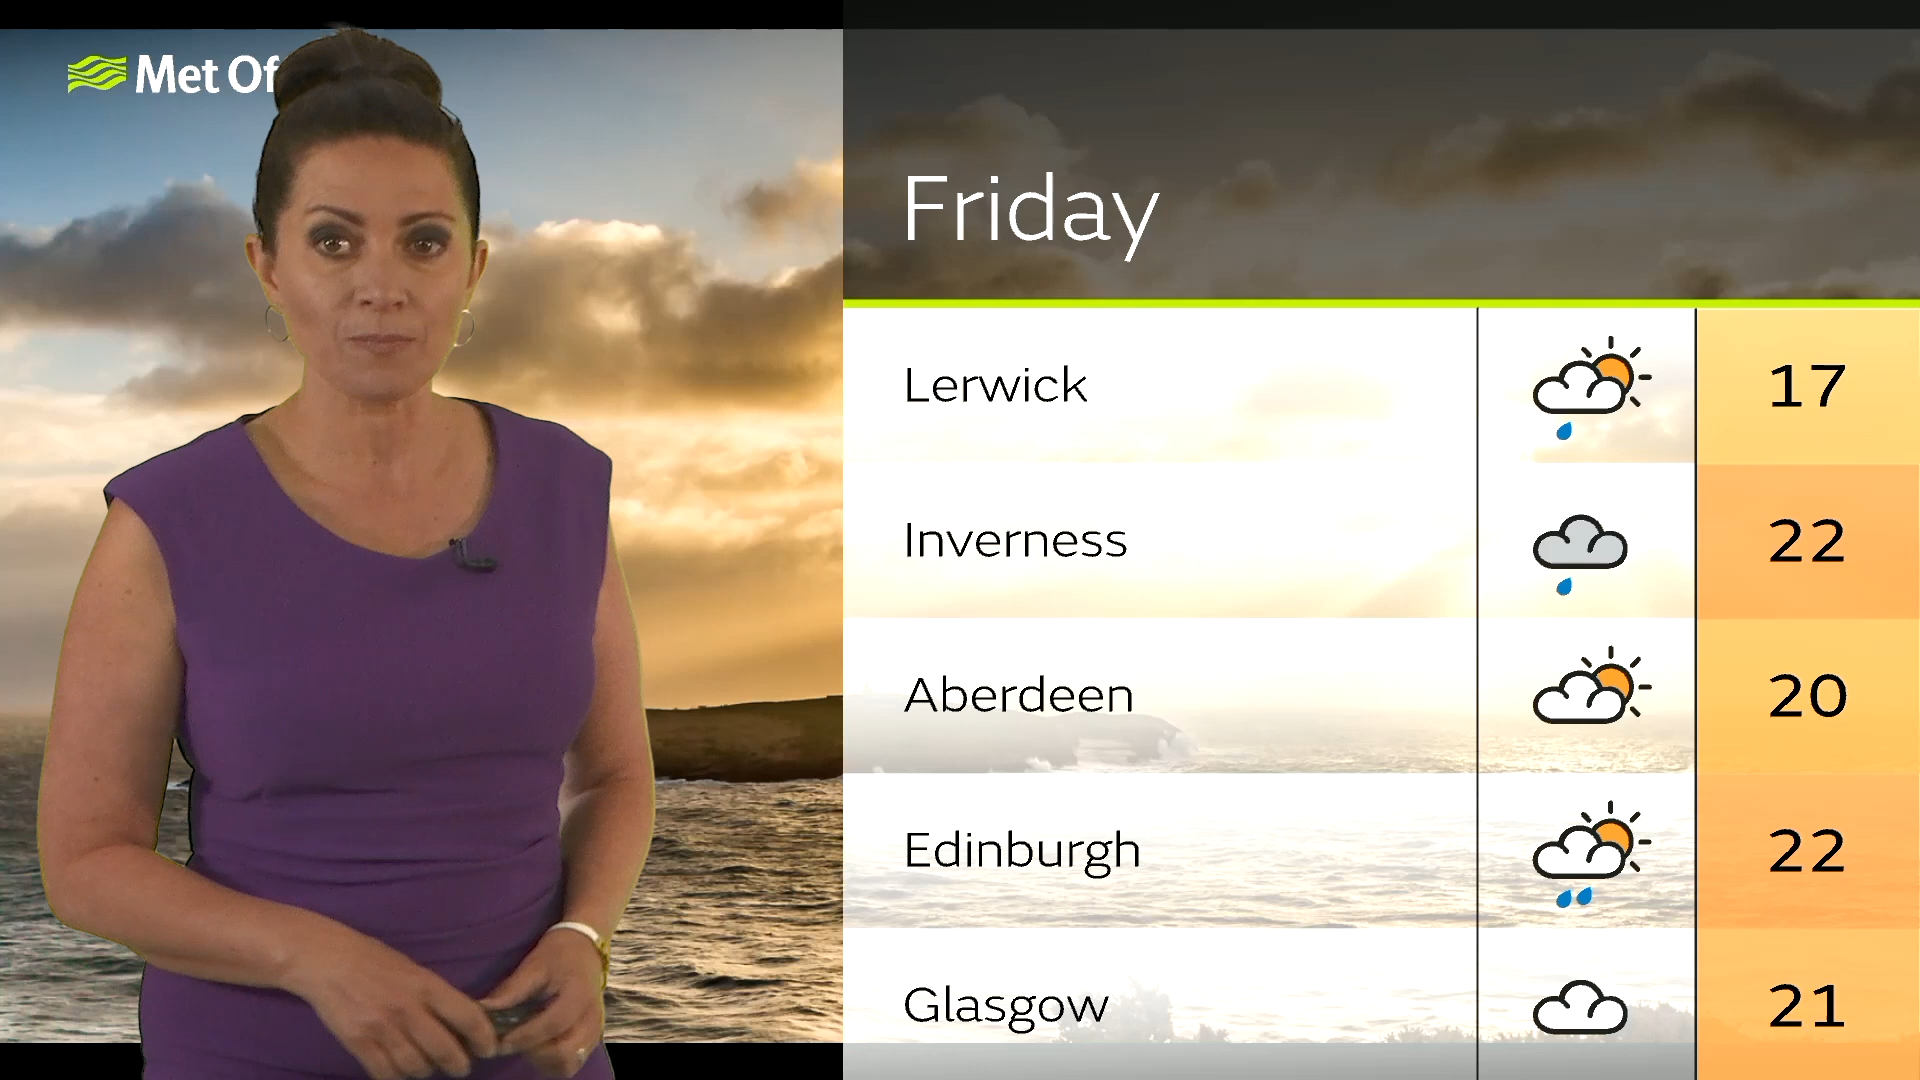 Met Of
Friday
Lerwick 17
Inverness 22
Aberdeen 20
Edinburgh 22
Glasgow 21